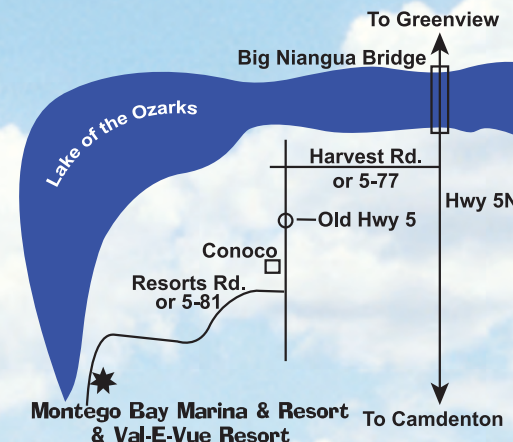 To Greenview
Big Niangua Bridge
Lake of the Ozarks
Harvest Rd.
or 5-77
Hwy 5N
Old Hwy 5
Conoco
Resorts Rd.
or 5-81
Montego Bay Marina & Resort
& Val-E-Vue Resort
To Camdenton